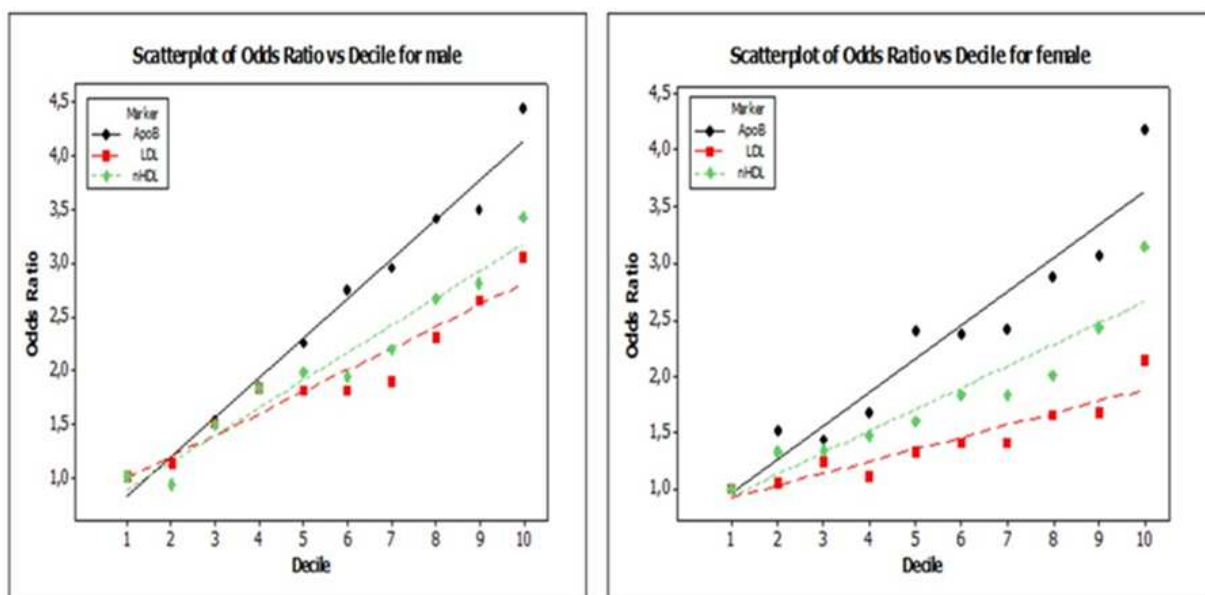 Scatterplot of Odds Ratio vs Decile for male
4,5
4,0
3,5
3,0
2,5
2,0
1,5
1,0
Odds Ratio
Marker
ApoB
LDL
nHDL
1 2 3 4 5 6 7 8 9 10
Decile
Scatterplot of Odds Ratio vs Decile for female
4,5
4,0
3,5
3,0
2,5
2,0
1,5
1,0
Odds Ratio
Marker
ApoB
LDL
nHDL
1 2 3 4 5 6 7 8 9 10
Decile